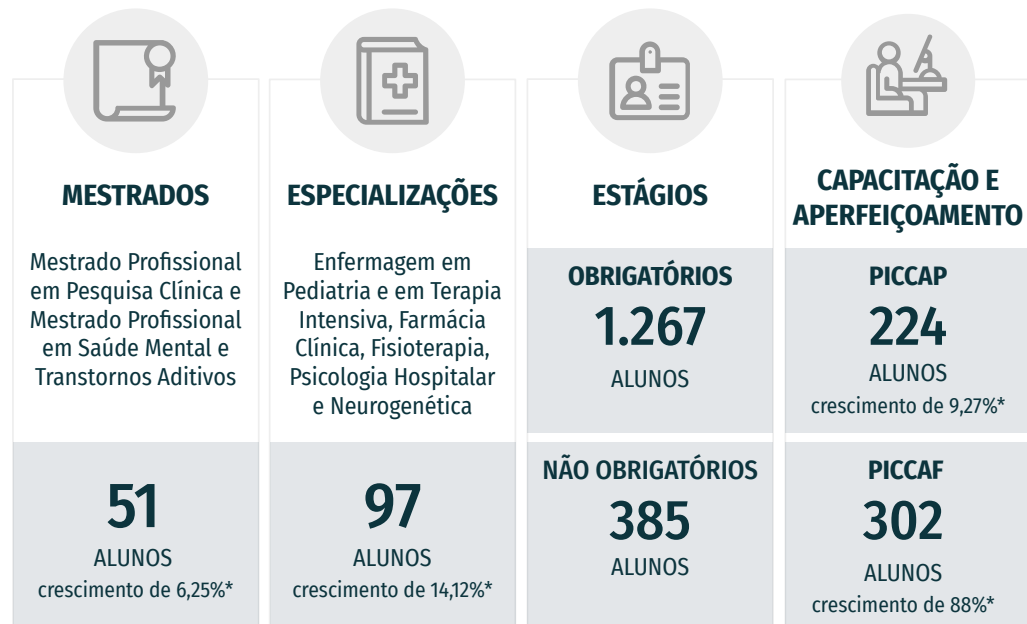 MESTRADOS
Mestrado Profissional
em Pesquisa Clínica e
Mestrado Profissional
em Saúde Mental e
Transtornos Aditivos
51
ALUNOS
crescimento de 6,25%*
ESPECIALIZAÇÕES
Enfermagem em
Pediatria e em Terapia
Intensiva, Farmácia
Clínica, Fisioterapia,
Psicologia Hospitalar
e Neurogenética
97
ALUNOS
crescimento de 14,12%*
ESTÁGIOS
OBRIGATÓRIOS
1.267
ALUNOS
NÃO OBRIGATÓRIOS
385
ALUNOS
CAPACITAÇÃO E
APERFEIÇOAMENTO
PICCAP
224
ALUNOS
crescimento de 9,27%*
PICCAF
302
ALUNOS
crescimento de 88%*